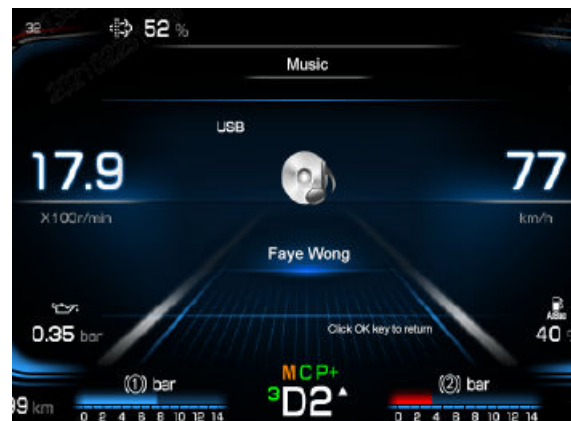 32
52 %
Music
USB
17.9
77
X100r/min
km/h
Faye Wong
0.35 bar
Click OK key to return
40
((1)) bar
MCP+
((2)) bar
3D2
99 km
0 2 4 6 8 10 12 14
0 2 4 6 8 10 12 14